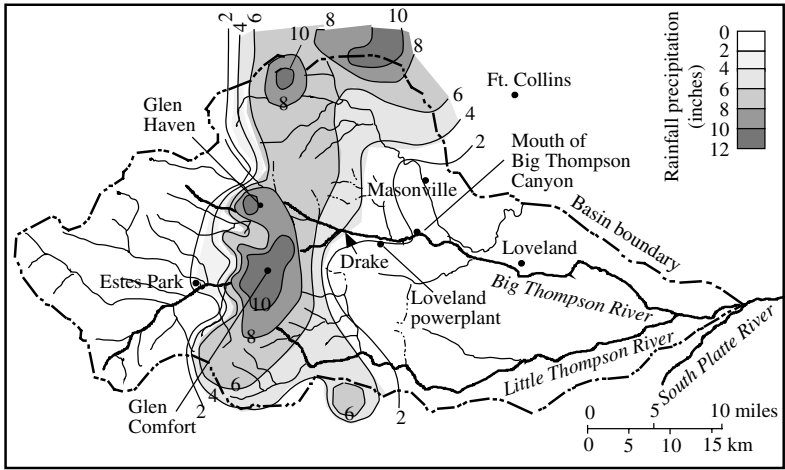 2
4
6
8
10
10
8
8
6
4
2
Ft. Collins
Rainfall precipitation
(inches)
0
2
4
6
8
10
12
Glen
Haven
Mouth of
Big Thompson
Canyon
Masonville
Basin boundary
Estes Park
Drake
Loveland
Loveland
powerplant
Big Thompson River
Little Thompson River
South Platte River
10
8
6
4
2
6
2
Glen
Comfort
0 5 10 miles
0 5 10 15 km